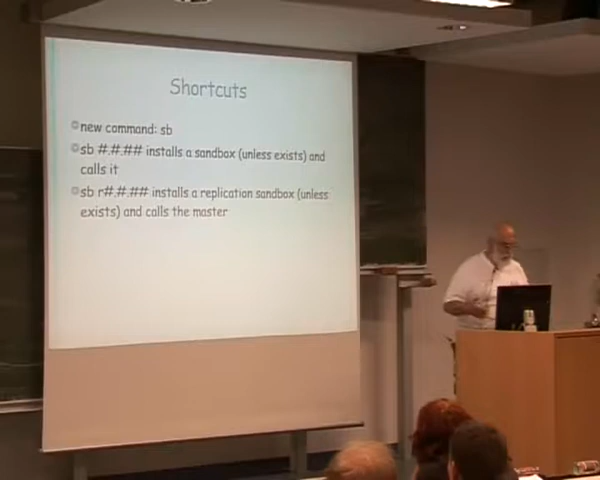 Shortcuts
new command: sb
sb #.#.## installs a sandbox (unless exists) and
calls it
sb r#.#.## installs a replication sandbox (unless
exists) and calls the master